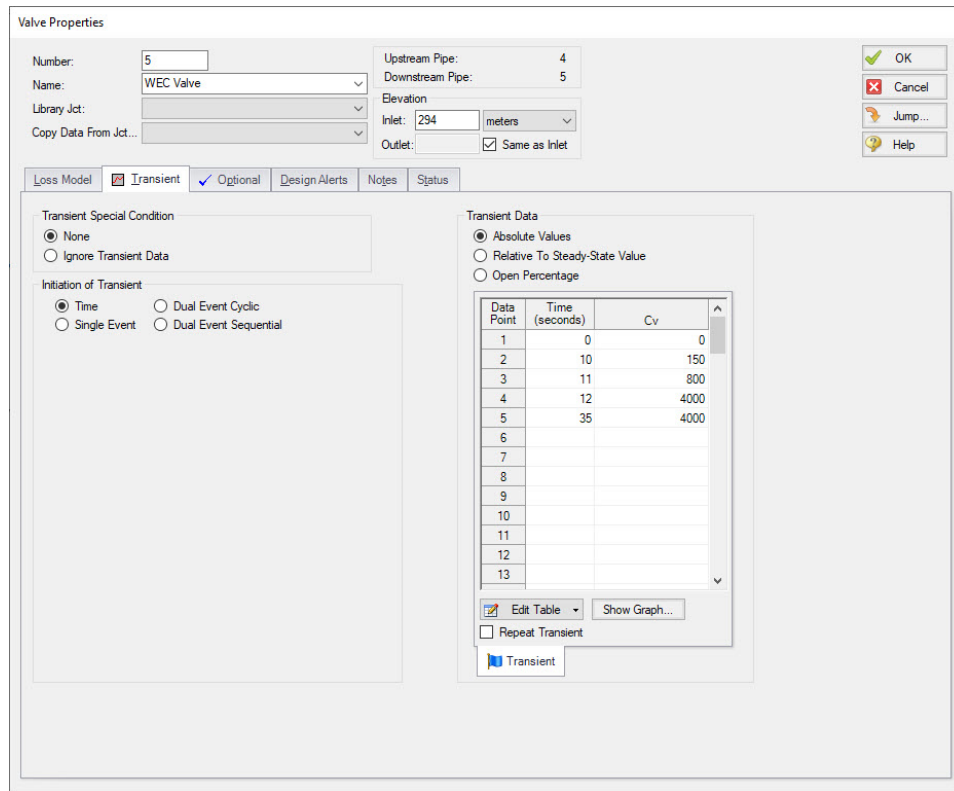 Valve Properties
Number: 5
Name: WEC Valve
Library Jct:
Copy Data From Jct...
Upstream Pipe: 4
Downstream Pipe: 5
Elevation
Inlet: 294 meters
Outlet: Same as Inlet
OK
Cancel
Jump...
Help
Loss Model Transient Optional Design Alerts Notes Status
Transient Special Condition
None
Ignore Transient Data
Initiation of Transient
Time Dual Event Cyclic
Single Event Dual Event Sequential
Transient Data
Absolute Values
Relative To Steady-State Value
Open Percentage
Data Point Time (seconds) Cv
1 0 0
2 10 150
3 11 800
4 12 4000
5 35 4000
6
7
8
9
10
11
12
13
Edit Table Show Graph...
Repeat Transient
Transient